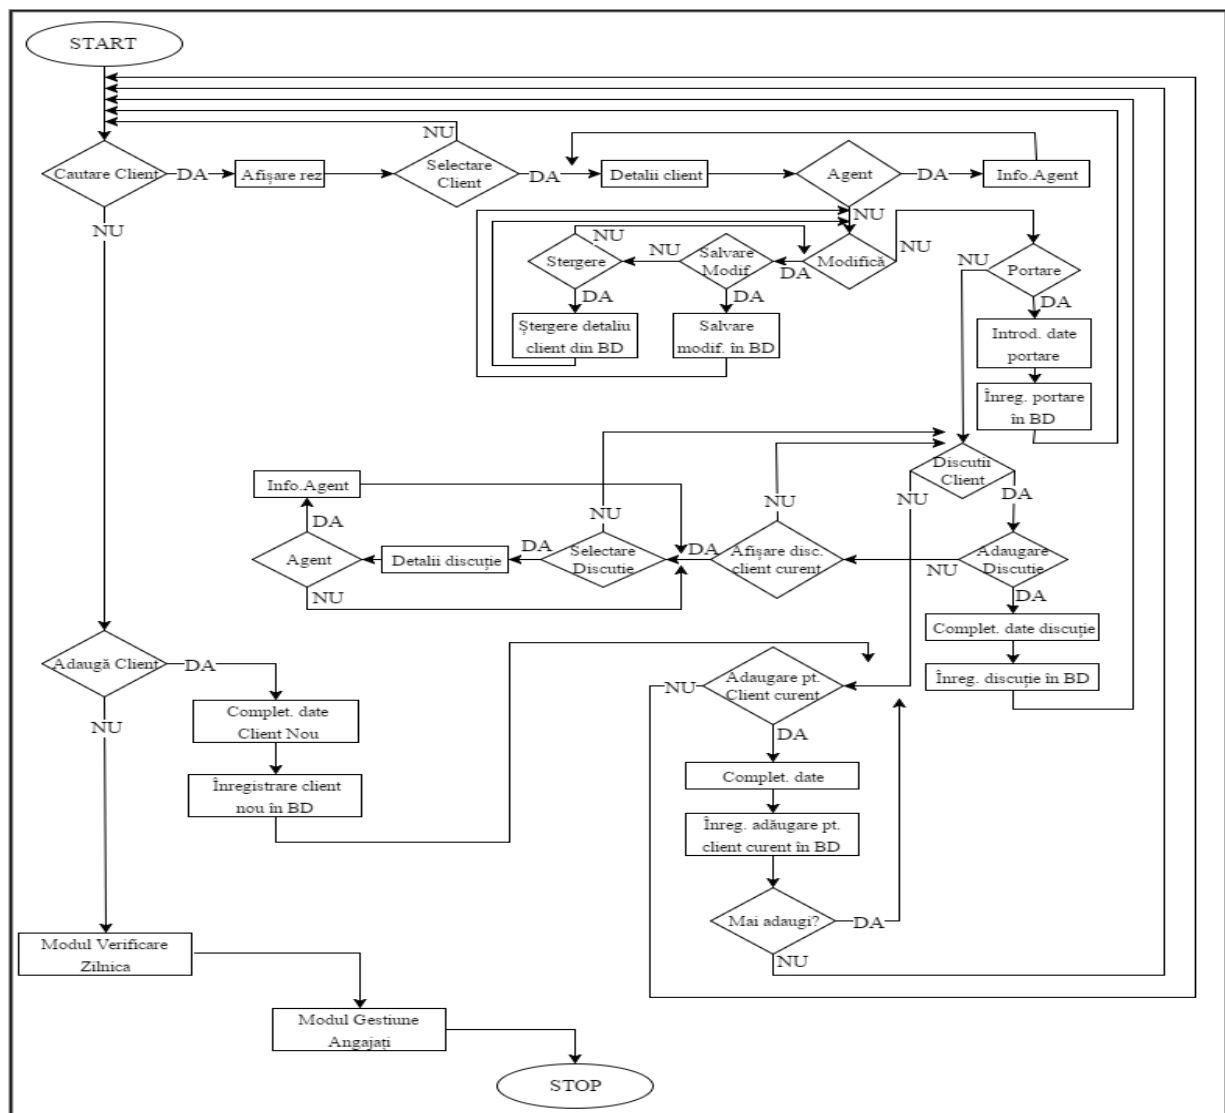 START
NU
Cautare Client
DA
Afișare rez
Selectare
Client
DA
Detalii client
Agent
DA
Info.Agent
NU
NU
NU
Stergere
NU
Salvare
Modif.
DA
Modifică
NU
NU
Portare
DA
DA
DA
Ștergere detaliu
client din BD
Salvare
modif. în BD
Introd. date
portare
Înreg. portare
în BD
Discutii
Client
Info.Agent
NU
NU
NU
DA
DA
Agent
DA
Detalii discuție
Selectare
Discutie
DA
Afișare disc.
client curent
NU
Adaugare
Discutie
NU
DA
Complet. date discuție
Adaugă Client
DA
NU
Adaugare pt.
Client curent
Înreg. discuție în BD
NU
Complet. date
Client Nou
DA
Înregistrare client
nou în BD
Complet. date
Înreg. adăugare pt.
client curent în BD
Mai adaugi?
DA
NU
Modul Verificare
Zilnica
Modul Gestiune
Angajați
STOP